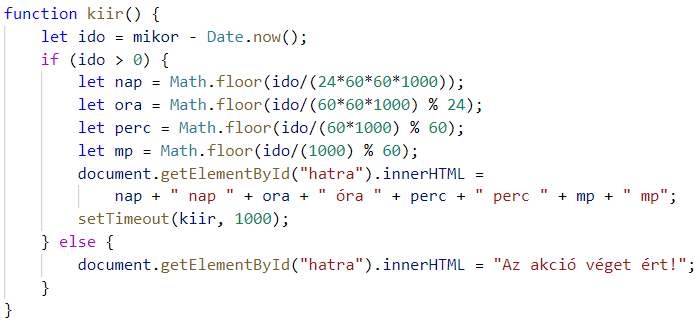 function kiir() {
    let ido = mikor - Date.now();
    if (ido > 0) {
        let nap = Math.floor(ido/(24*60*60*1000));
        let ora = Math.floor(ido/(60*60*1000) % 24);
        let perc = Math.floor(ido/(60*1000) % 60);
        let mp = Math.floor(ido/(1000) % 60);
        document.getElementById("hatra").innerHTML =
            nap + " nap " + ora + " óra " + perc + " perc " + mp + " mp";
        setTimeout(kiir, 1000);
    } else {
        document.getElementById("hatra").innerHTML = "Az akció véget ért!";
    }
}